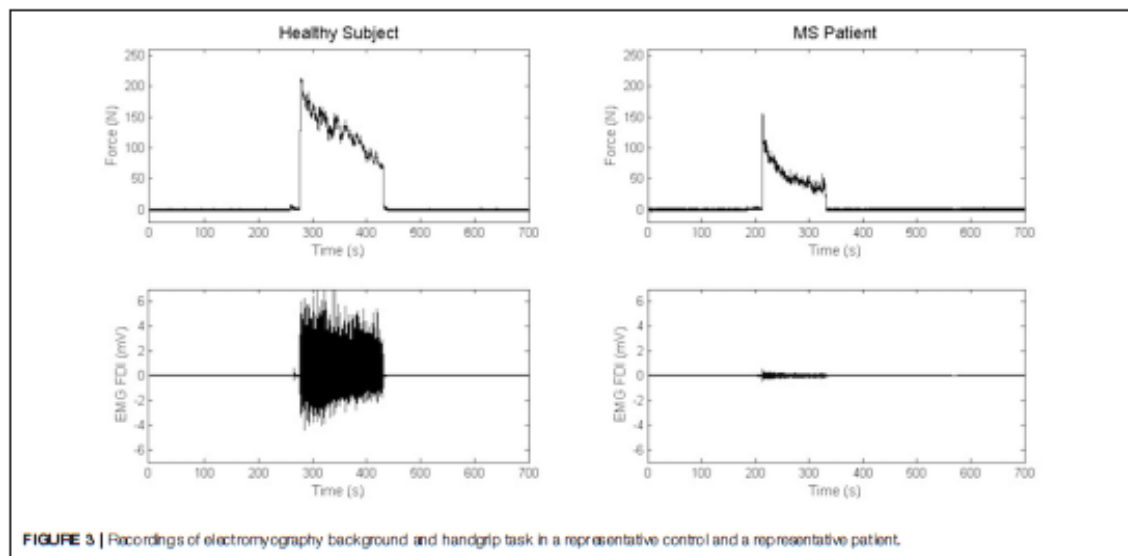 Healthy Subject
MS Patient
Force (N)
250
200
150
100
50
0
0 100 200 300 400 500 600 700
Time (s)
Force (N)
250
200
150
100
50
0
0 100 200 300 400 500 600 700
Time (s)
EMG FDI (mV)
6
4
2
0
-2
-4
-6
0 100 200 300 400 500 600 700
Time (s)
EMG FDI (mV)
6
4
2
0
-2
-4
-6
0 100 200 300 400 500 600 700
Time (s)
FIGURE 3 | Recordings of electromyography background and handgrip task in a representative control and a representative patient.